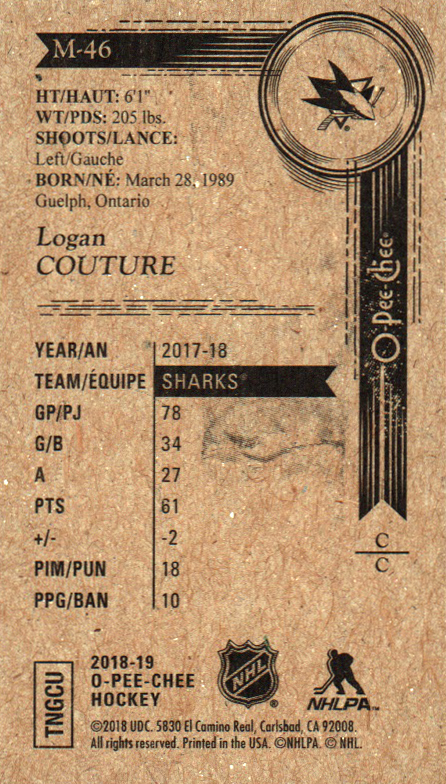 M-46
HT/HAUT: 6'1"
WT/PDS: 205 lbs.
SHOOTS/LANCE:
Left/Gauche
BORN/NÉ: March 28, 1989
Guelph, Ontario
Logan
COUTURE
O-Pee-Chee
YEAR/AN 2017-18
TEAM/ÉQUIPE SHARKS
GP/PJ 78
G/B 34
A 27
PTS 61
+/- -2
PIM/PUN 18
PPG/BAN 10
C
C
TNGCU
2018-19
O-PEE-CHEE
HOCKEY
NHL ®
NHLPA™
©2018 UDC. 5830 El Camino Real, Carlsbad, CA 92008.
All rights reserved. Printed in the USA. ©NHLPA. © NHL.